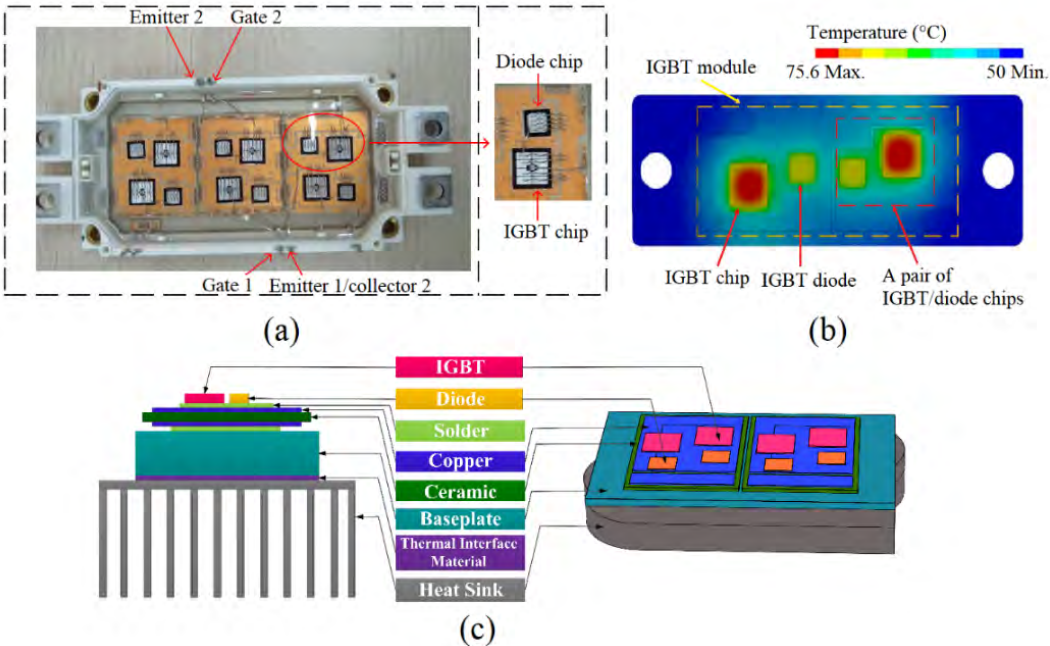 Emitter 2
Gate 2
Diode chip
IGBT chip
Gate 1
Emitter 1/collector 2
(a)
Temperature (°C)
75.6 Max.
50 Min.
IGBT module
IGBT chip
IGBT diode
A pair of
IGBT/diode chips
(b)
IGBT
Diode
Solder
Copper
Ceramic
Baseplate
Thermal Interface
Material
Heat Sink
(c)